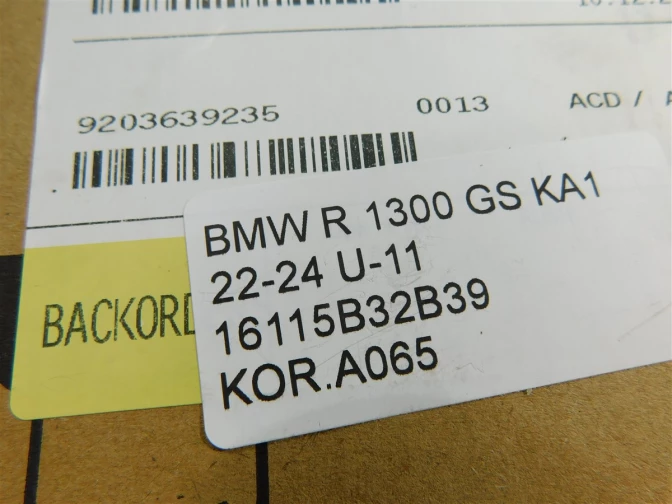 9203639235 0013 ACD /
BMW R 1300 GS KA1
22-24 U-11
16115B32B39
KOR.A065
BACKORD